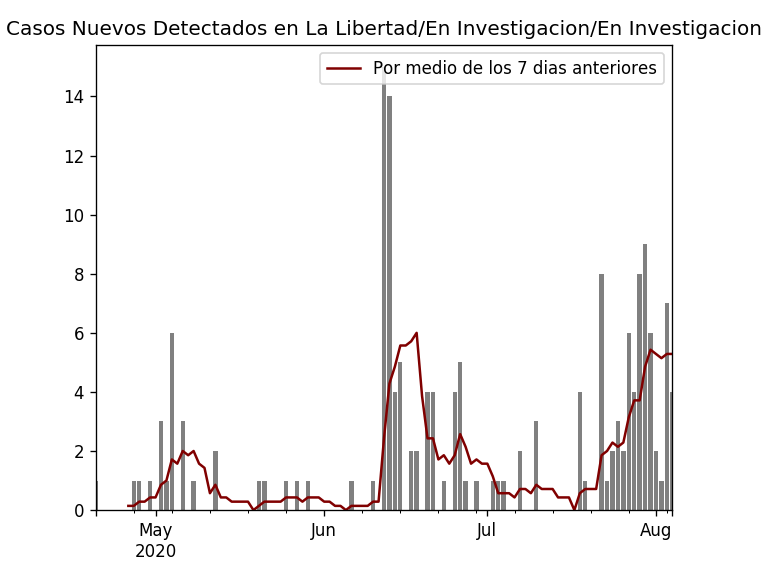 Casos Nuevos Detectados en La Libertad/En Investigacion/En Investigacion
Por medio de los 7 dias anteriores
14
12
10
8
6
4
2
0
May
2020
Jun
Jul
Aug